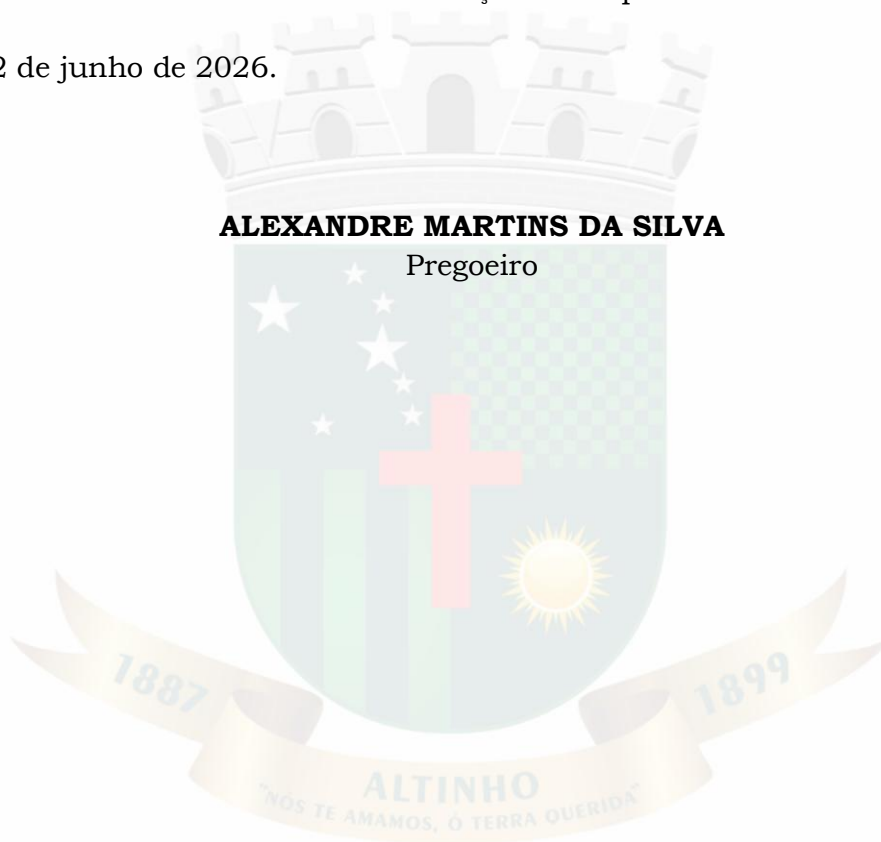 2 de junho de 2026.
ALEXANDRE MARTINS DA SILVA
Pregoeiro
1887
1899
ALTINHO
"NÓS TE AMAMOS, Ó TERRA QUERIDA"